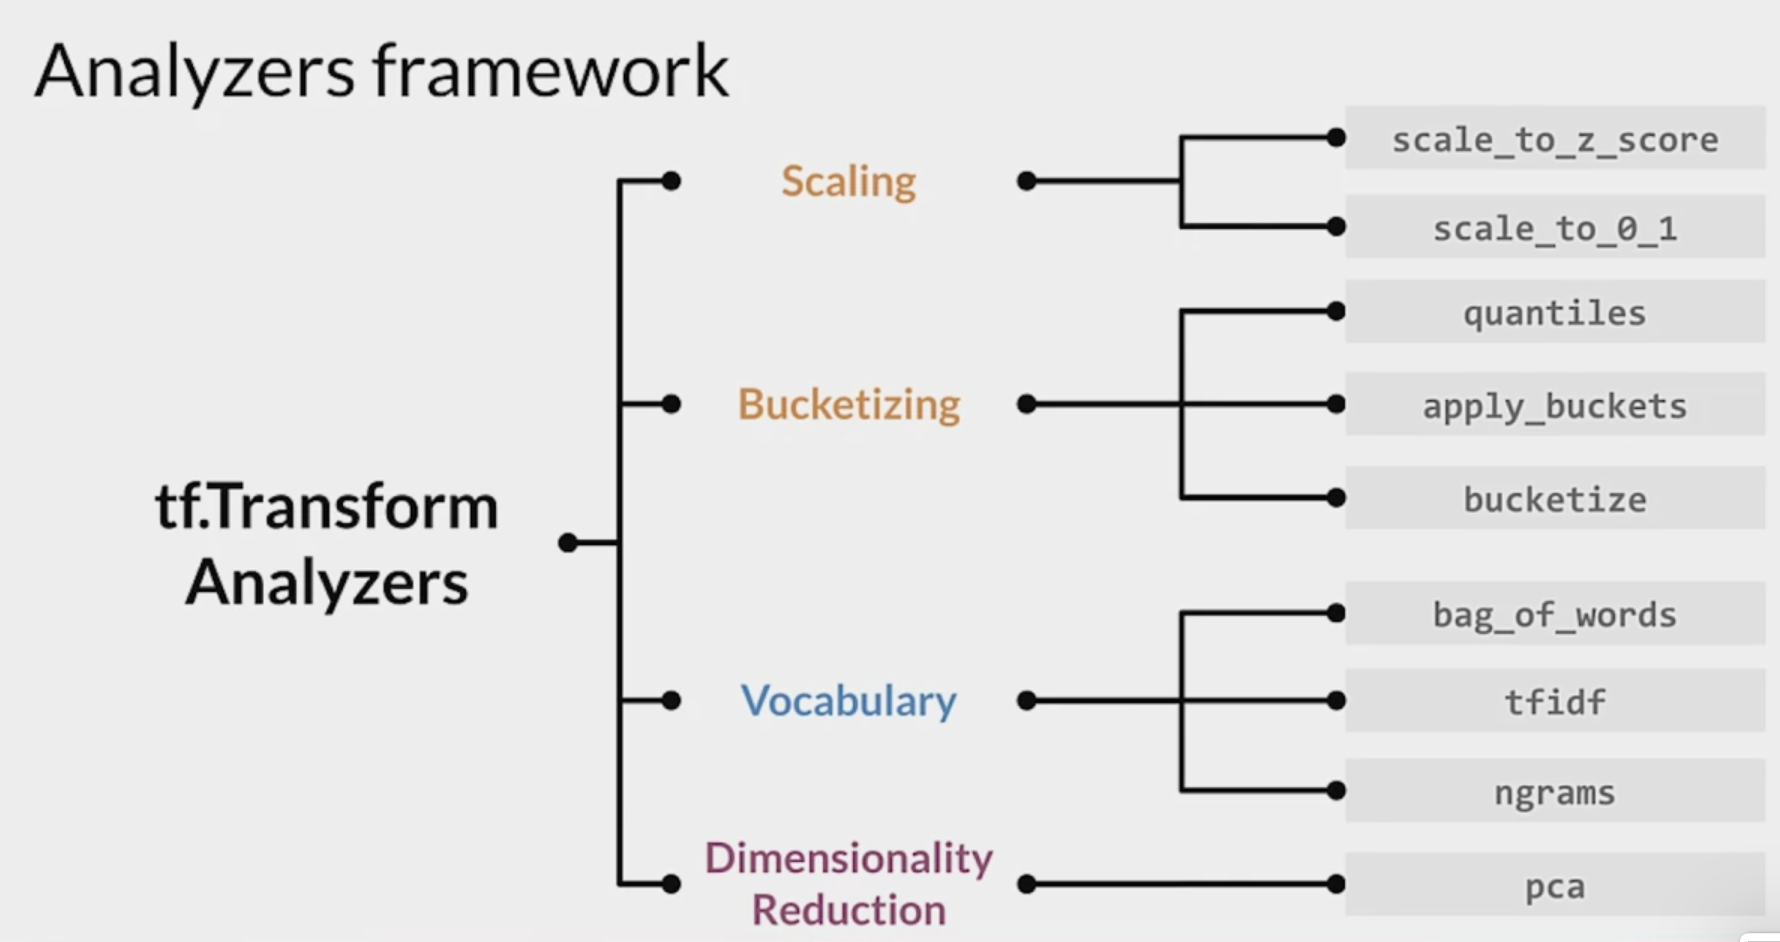 Analyzers framework
tf.Transform
Analyzers
Scaling
scale_to_z_score
scale_to_0_1
Bucketizing
quantiles
apply_buckets
bucketize
Vocabulary
bag_of_words
tfidf
ngrams
Dimensionality
Reduction
pca